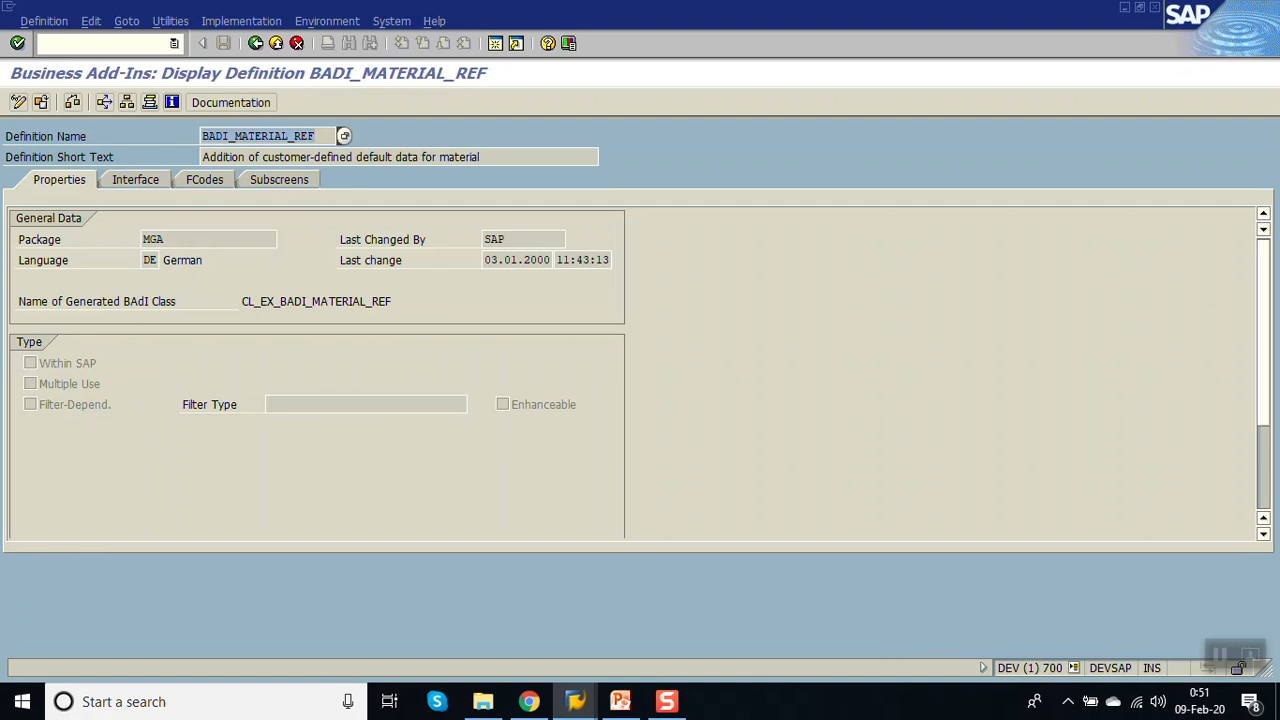 Definition Edit Goto Utilities Implementation Environment System Help
SAP
Business Add-Ins: Display Definition BADI_MATERIAL_REF
Documentation
Definition Name BADI_MATERIAL_REF
Definition Short Text Addition of customer-defined default data for material
Properties Interface FCodes Subscreens
General Data
Package MGA Last Changed By SAP
Language DE German Last change 03.01.2000 11:43:13
Name of Generated BAdI Class CL_EX_BADI_MATERIAL_REF
Type
Within SAP
Multiple Use
Filter-Depend. Filter Type Enhanceable
DEV (1) 700 DEVSAP INS
Start a search
0:51
09-Feb-20
8